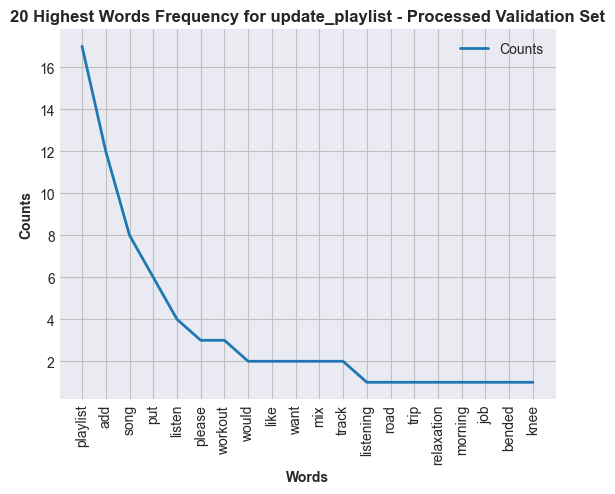 20 Highest Words Frequency for update_playlist - Processed Validation Set
Counts
16
14
12
10
8
6
4
2
Counts
playlist
add
song
put
listen
please
workout
would
like
want
mix
track
listening
road
trip
relaxation
morning
job
bended
knee
Words